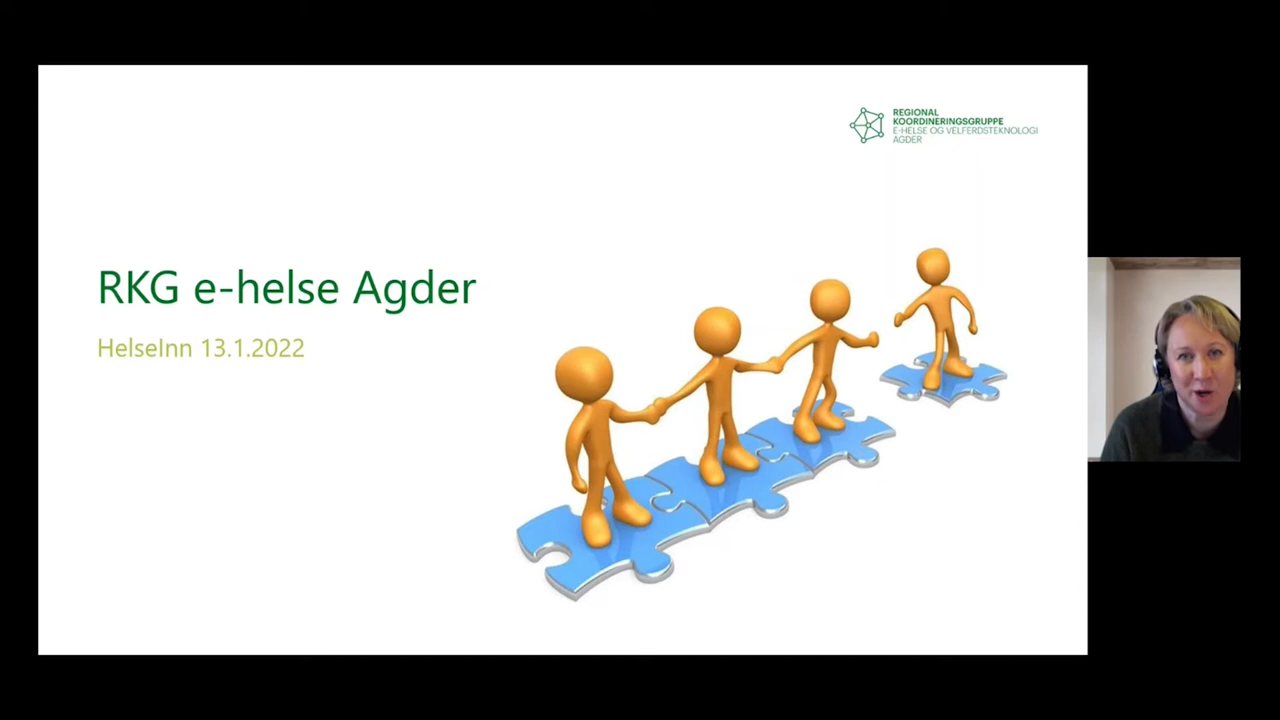 REGIONAL
KOORDINERINGSGRUPPE
E-HELSE OG VELFERDSTEKNOLOGI
AGDER
RKG e-helse Agder
HelseInn 13.1.2022